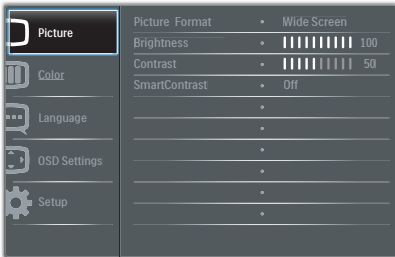 Picture
Color
Language
OSD Settings
Setup
Picture Format • Wide Screen
Brightness • 100
Contrast • 50
SmartContrast • Off